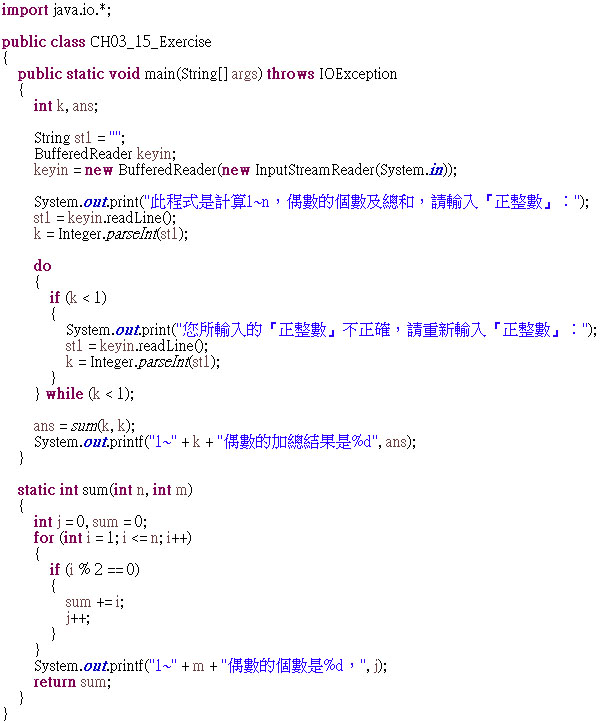 import java.io.*;
public class CH03_15_Exercise
{
public static void main(String[] args) throws IOException
{
int k, ans;
String st1 = "";
BufferedReader keyin;
keyin = new BufferedReader(new InputStreamReader(System.in));
System.out.print("此程式是計算1~n，偶數的個數及總和，請輸入『正整數』：");
st1 = keyin.readLine();
k = Integer.parseInt(st1);
do
{
if (k < 1)
{
System.out.print("您所輸入的『正整數』不正確，請重新輸入『正整數』：");
st1 = keyin.readLine();
k = Integer.parseInt(st1);
}
} while (k < 1);
ans = sum(k, k);
System.out.printf("1~" + k + "偶數的加總結果是%d", ans);
}
static int sum(int n, int m)
{
int j = 0, sum = 0;
for (int i = 1; i <= n; i++)
{
if (i % 2 == 0)
{
sum += i;
j++;
}
}
System.out.printf("1~" + m + "偶數的個數是%d，", j);
return sum;
}
}